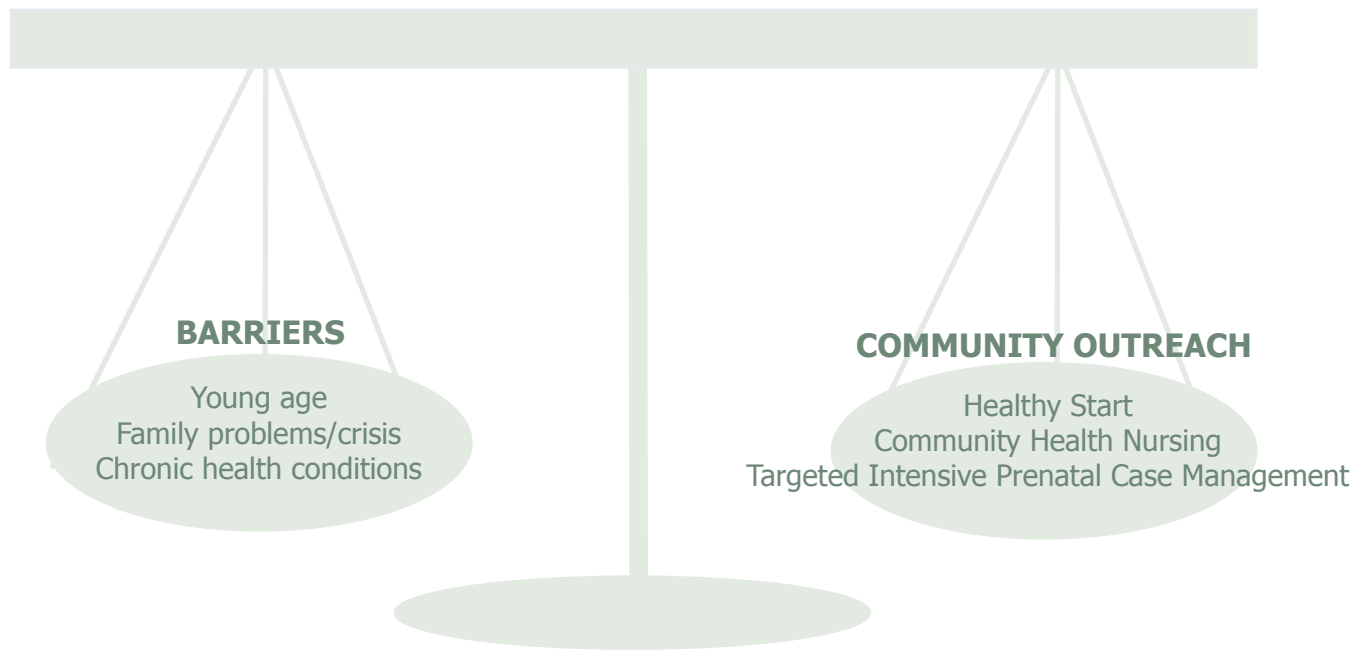 BARRIERS
Young age
Family problems/crisis
Chronic health conditions
COMMUNITY OUTREACH
Healthy Start
Community Health Nursing
Targeted Intensive Prenatal Case Management